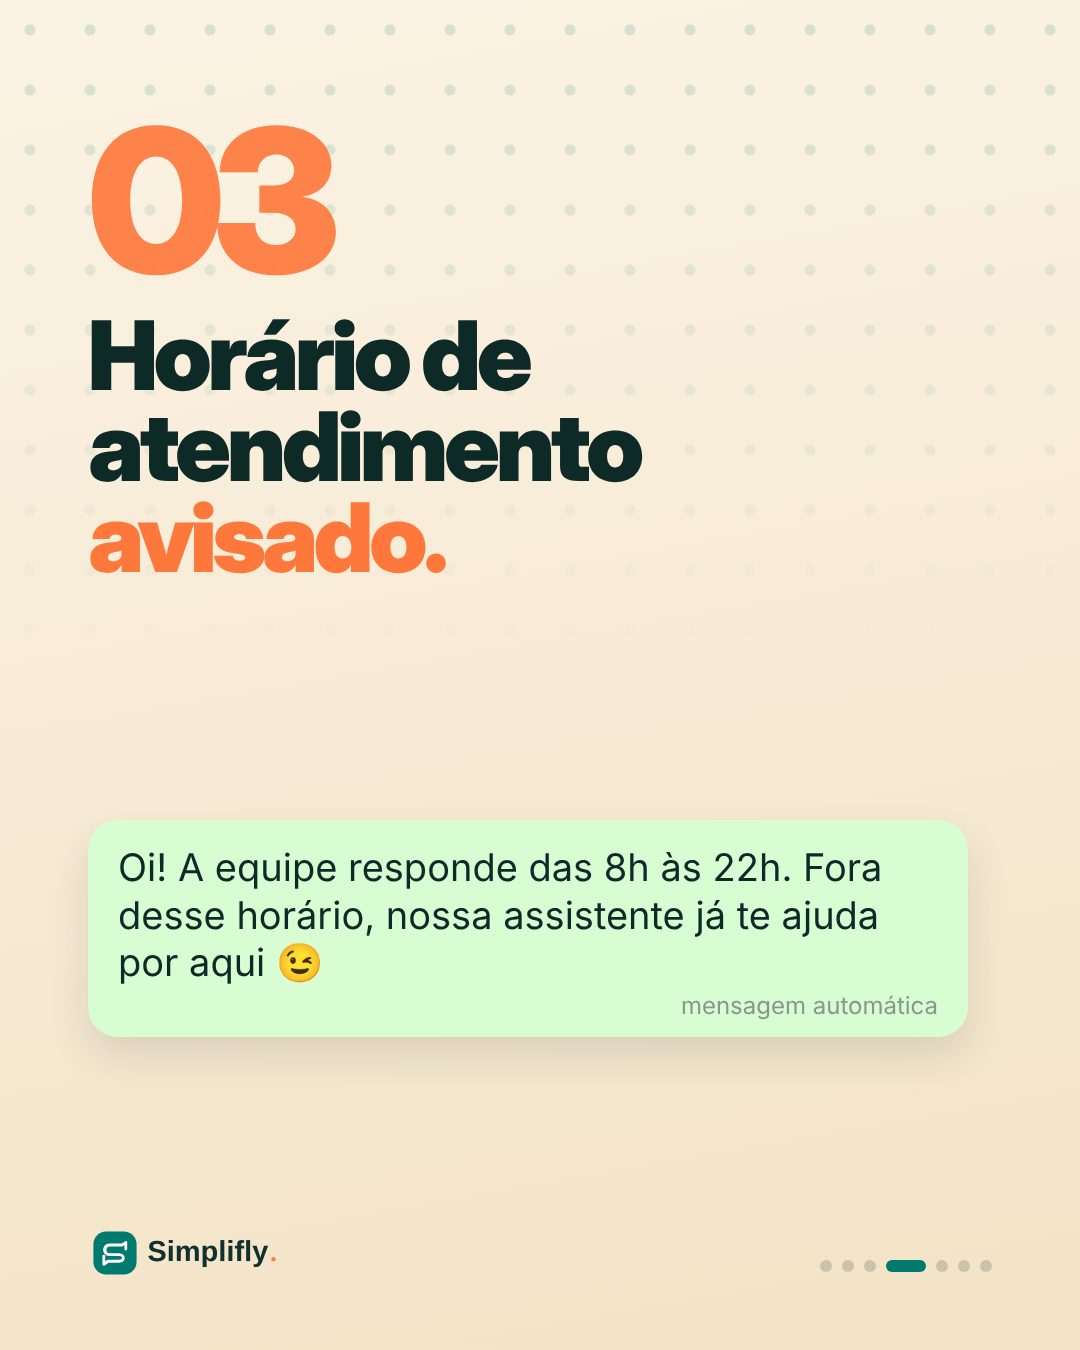 03
Horário de
atendimento
avisado.
Oi! A equipe responde das 8h às 22h. Fora
desse horário, nossa assistente já te ajuda
por aqui 😉
mensagem automática
Simplifly.